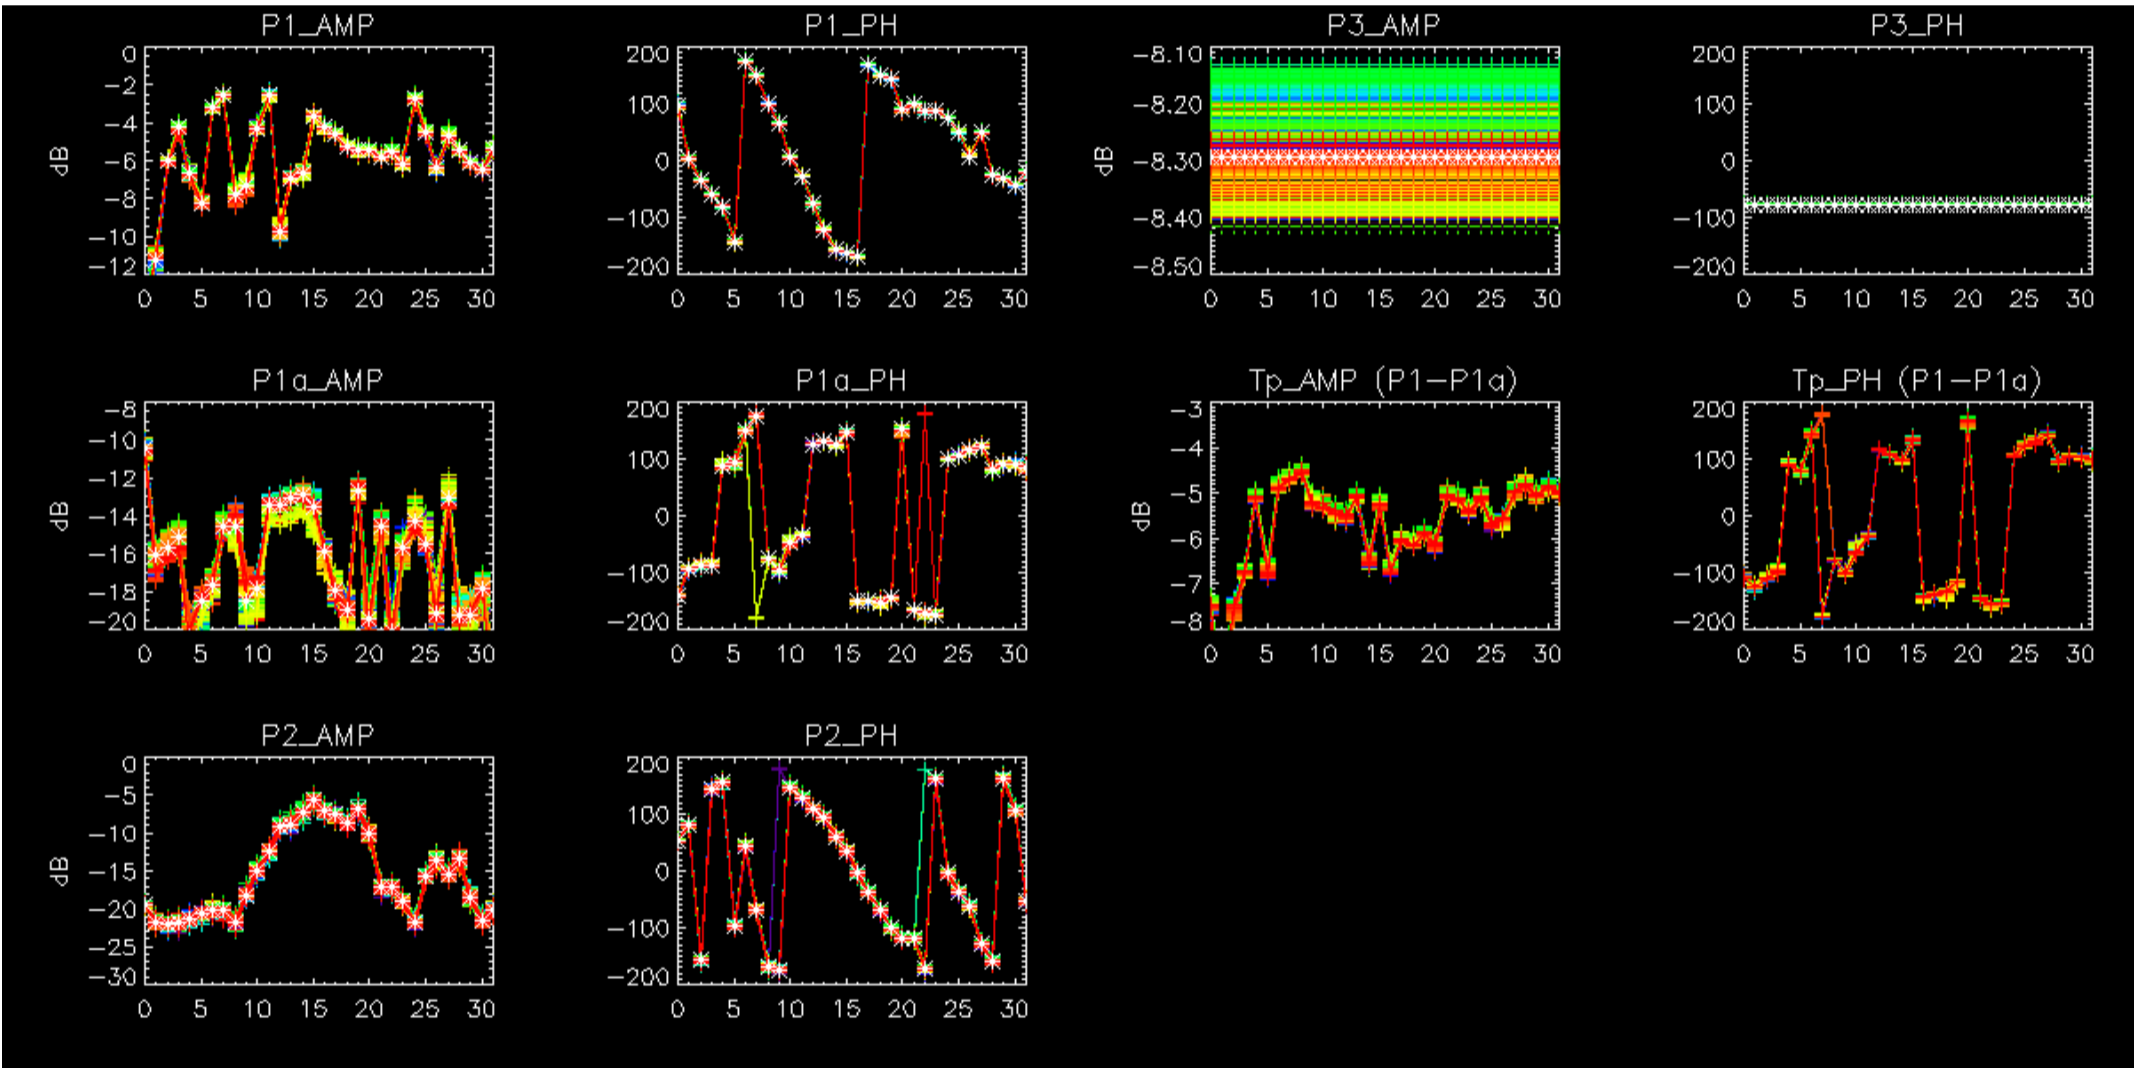 P1_AMP
P1_PH
P3_AMP
P3_PH
0
-2
-4
-6
-8
-10
-12
dB
0 5 10 15 20 25 30
200
100
0
-100
-200
0 5 10 15 20 25 30
-8.10
-8.20
-8.30
-8.40
-8.50
dB
0 5 10 15 20 25 30
200
100
0
-100
-200
0 5 10 15 20 25 30
P1a_AMP
P1a_PH
Tp_AMP (P1-P1a)
Tp_PH (P1-P1a)
-8
-10
-12
-14
-16
-18
-20
dB
0 5 10 15 20 25 30
200
100
0
-100
-200
0 5 10 15 20 25 30
-3
-4
-5
-6
-7
-8
dB
0 5 10 15 20 25 30
200
100
0
-100
-200
0 5 10 15 20 25 30
P2_AMP
P2_PH
0
-5
-10
-15
-20
-25
-30
dB
0 5 10 15 20 25 30
200
100
0
-100
-200
0 5 10 15 20 25 30